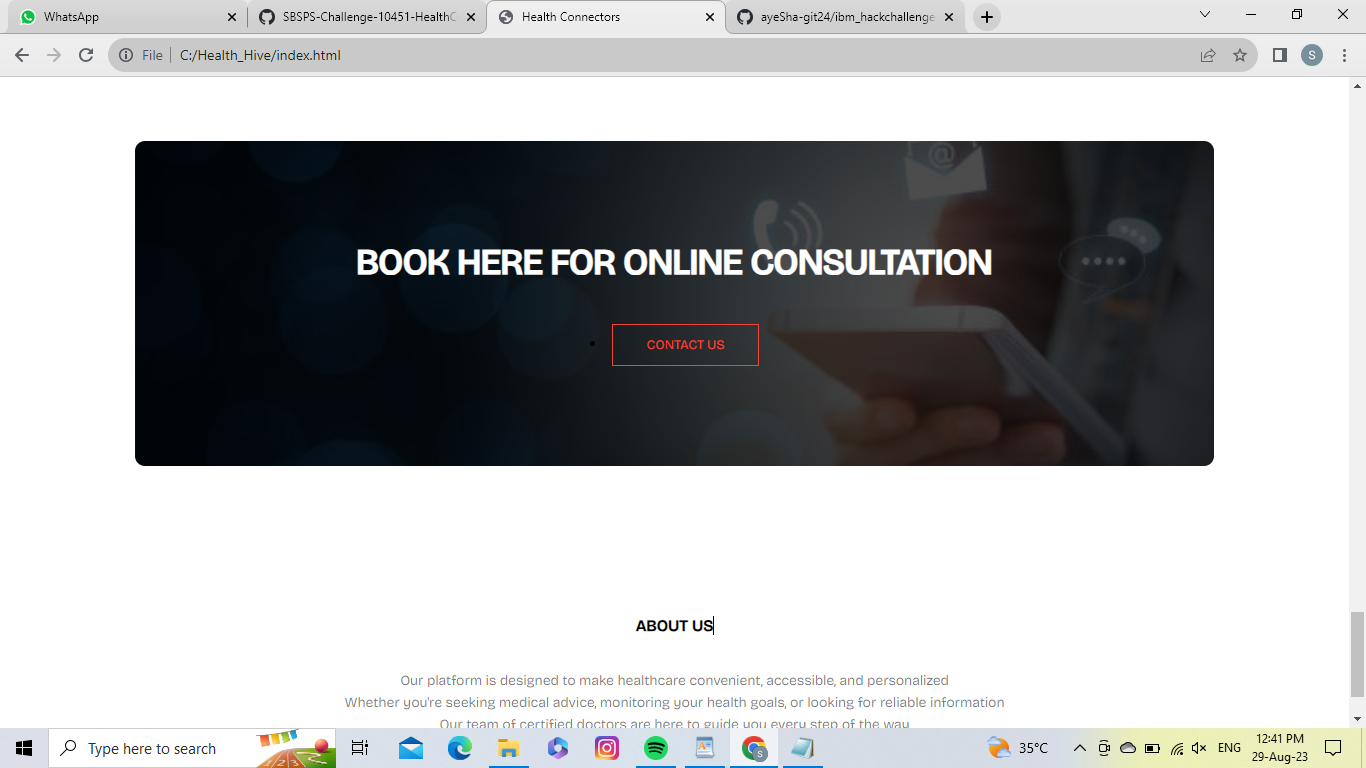 WhatsApp
SBSPS-Challenge-10451-HealthC
Health Connectors
ayeSha-git24/ibm_hackchallenge
File
C:/Health_Hive/index.html
S
@
BOOK HERE FOR ONLINE CONSULTATION
CONTACT US
ABOUT US
Our platform is designed to make healthcare convenient, accessible, and personalized
Whether you're seeking medical advice, monitoring your health goals, or looking for reliable information
Our team of certified doctors are here to guide you every step of the way
Type here to search
S
35°C
ENG
12:41 PM
29-Aug-23